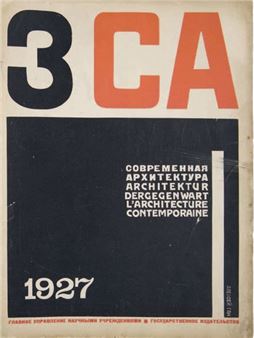 3 СА
СОВРЕМЕННАЯ
АРХИТЕКТУРА
ARCHITEKTUR
DERGEGENWART
L'ARCHITECTURE
CONTEMPORAINE
1927
ГЛАВНОЕ УПРАВЛЕНИЕ НАУЧНЫМИ УЧРЕЖДЕНИЯМИ ГОСУДАРСТВЕННОЕ ИЗДАТЕЛЬСТВО